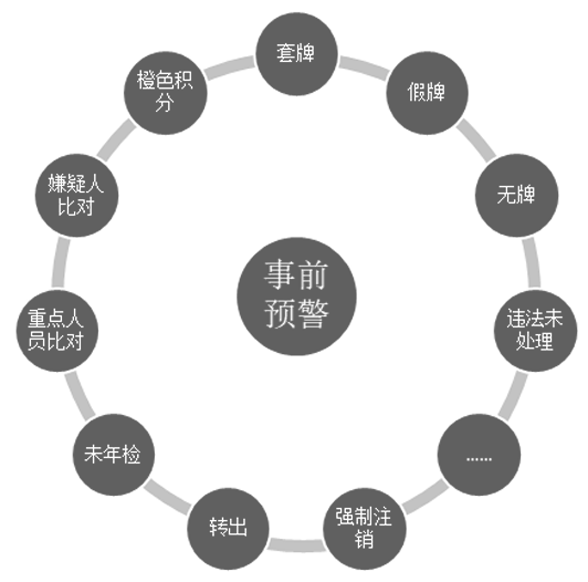 套牌
假牌
无牌
违法未
处理
……
强制注
销
转出
未年检
重点人
员比对
嫌疑人
比对
橙色积
分
事前
预警